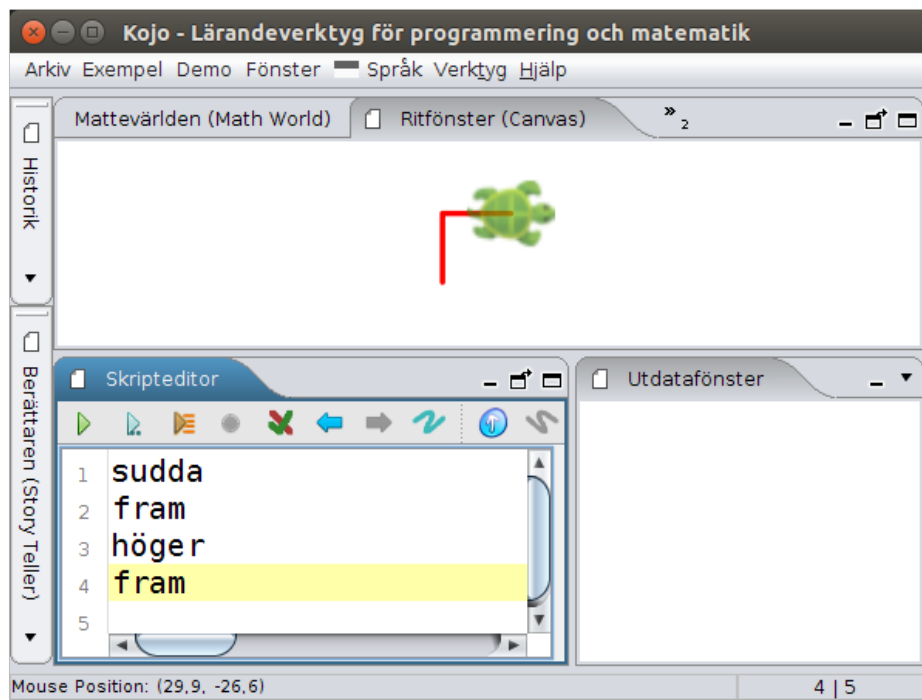 Kojo - Lärandeverktyg för programmering och matematik
Arkiv Exempel Demo Fönster Språk Verktyg Hjälp
Historik
Berättaren (Story Teller)
Mattevärlden (Math World) Ritfönster (Canvas) » 2
Skripteditor
1 sudda
2 fram
3 höger
4 fram
5
Utdatafönster
Mouse Position: (29,9, -26,6) 4 | 5